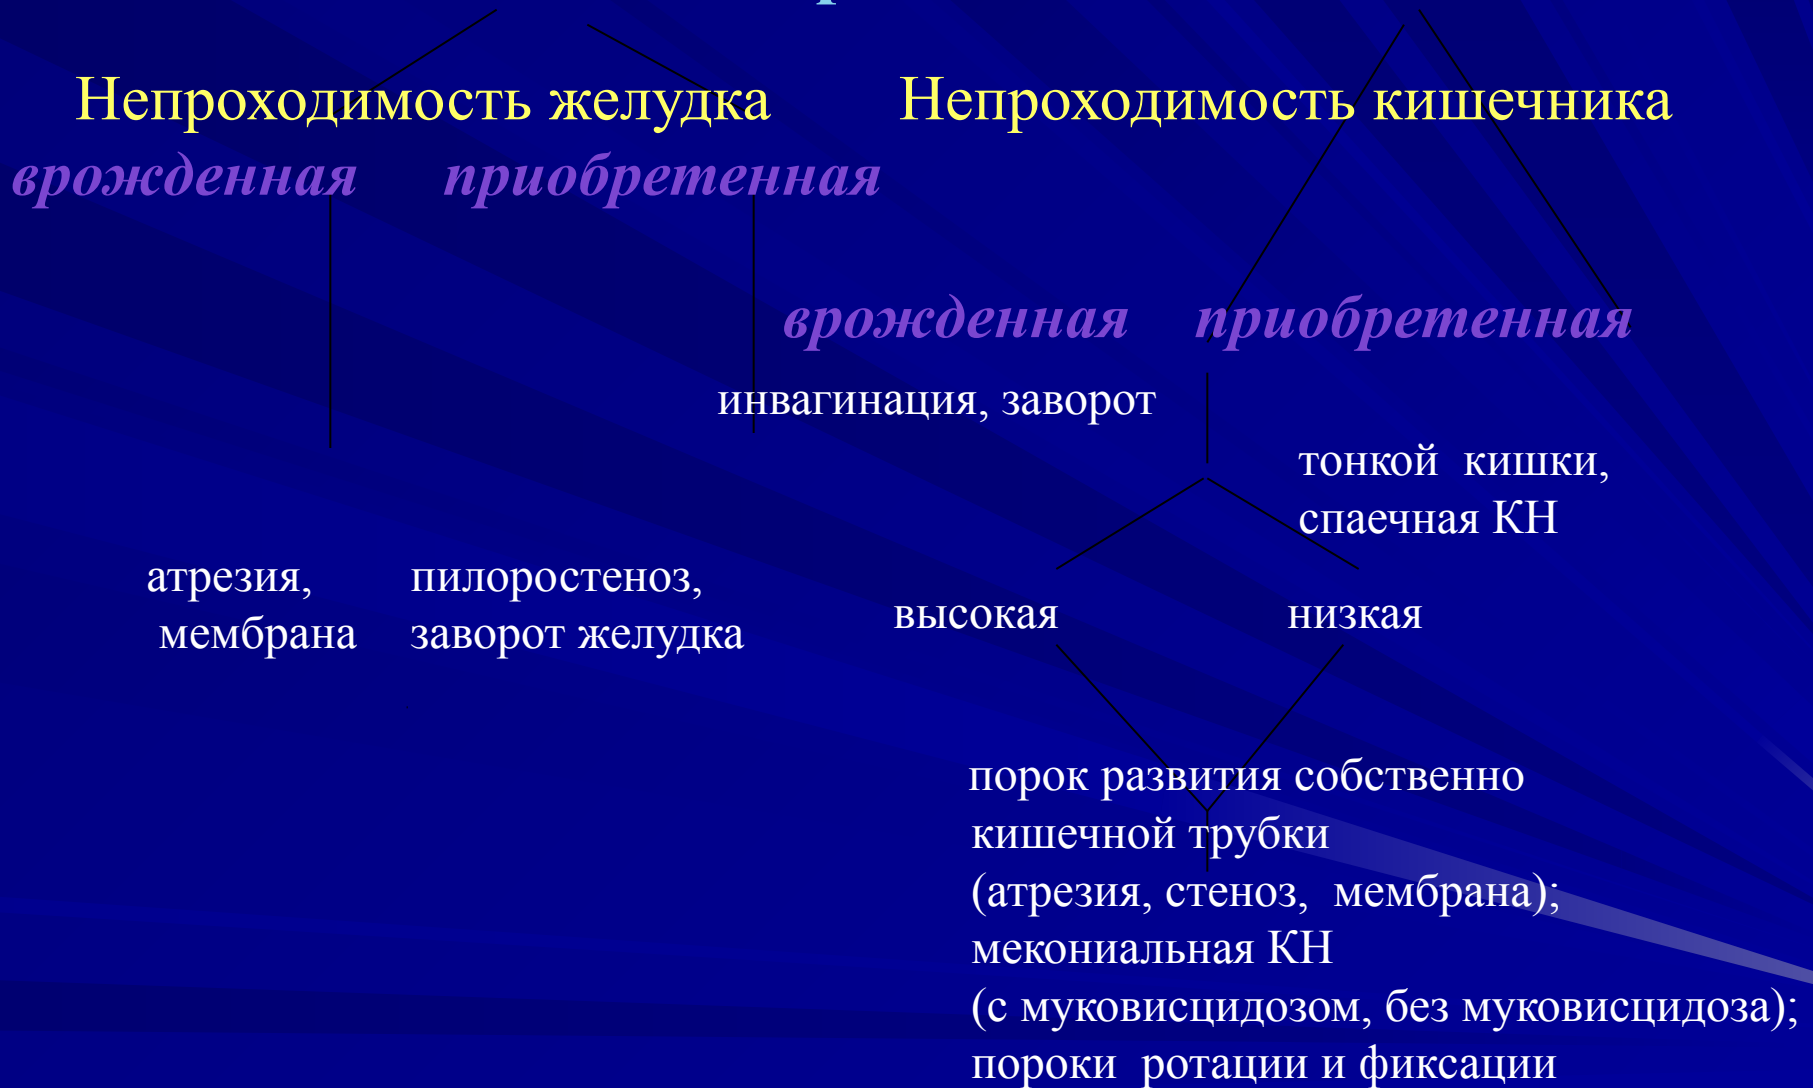 Непроходимость желудка Непроходимость кишечника
врожденная приобретенная
врожденная приобретенная
инвагинация, заворот
тонкой кишки,
спаечная КН
атрезия, пилоростеноз,
мембрана заворот желудка
высокая низкая
порок развития собственно
кишечной трубки
(атрезия, стеноз, мембрана);
мекониальная КН
(с муковисцидозом, без муковисцидоза);
пороки ротации и фиксации